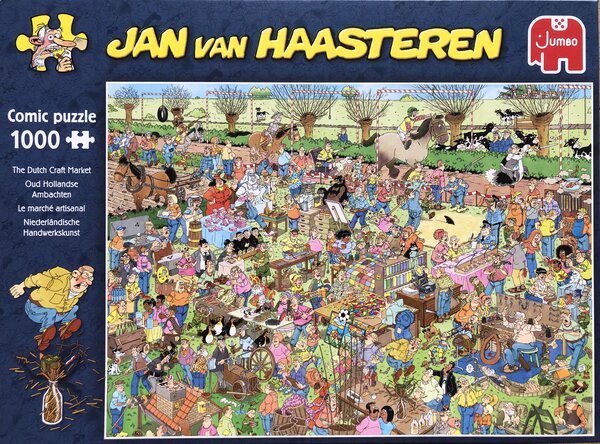 JAN VAN HAASTEREN
JUMBO
Comic puzzle
1000
The Dutch Craft Market
Oud Hollandse
Ambachten
Le marché artisanal
Niederländische
Handwerkskunst